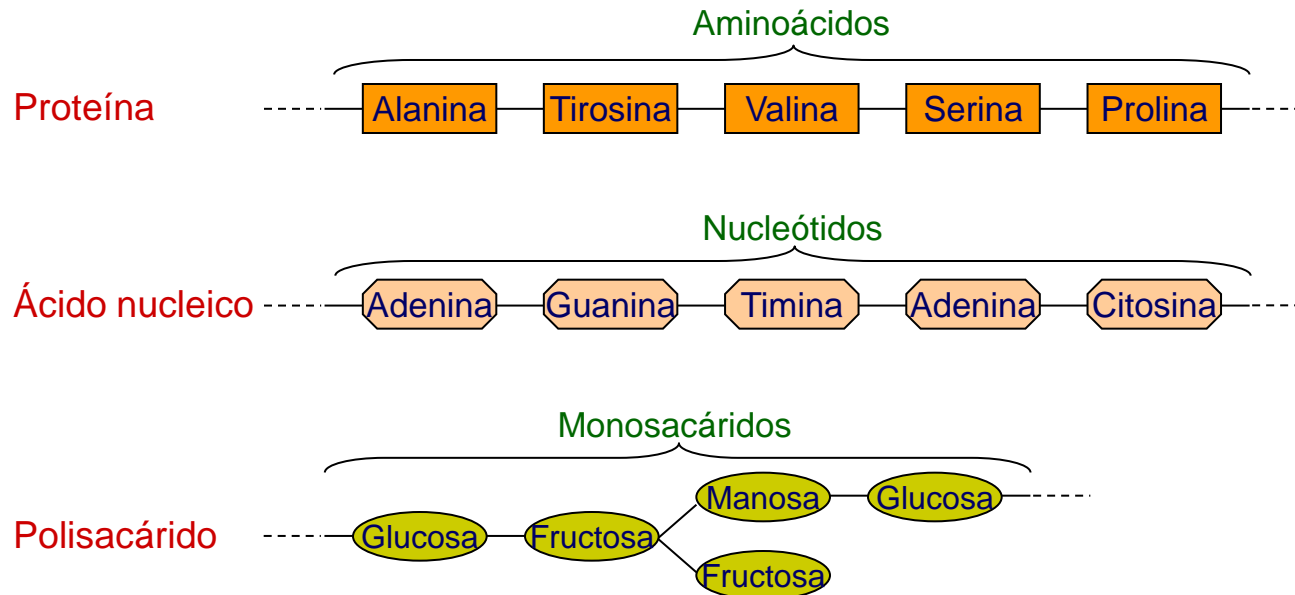 Aminoácidos
Proteína Alanina Tirosina Valina Serina Prolina
Nucleótidos
Ácido nucleico Adenina Guanina Timina Adenina Citosina
Monosacáridos
Manosa Glucosa
Polisacárido Glucosa Fructosa
Fructosa